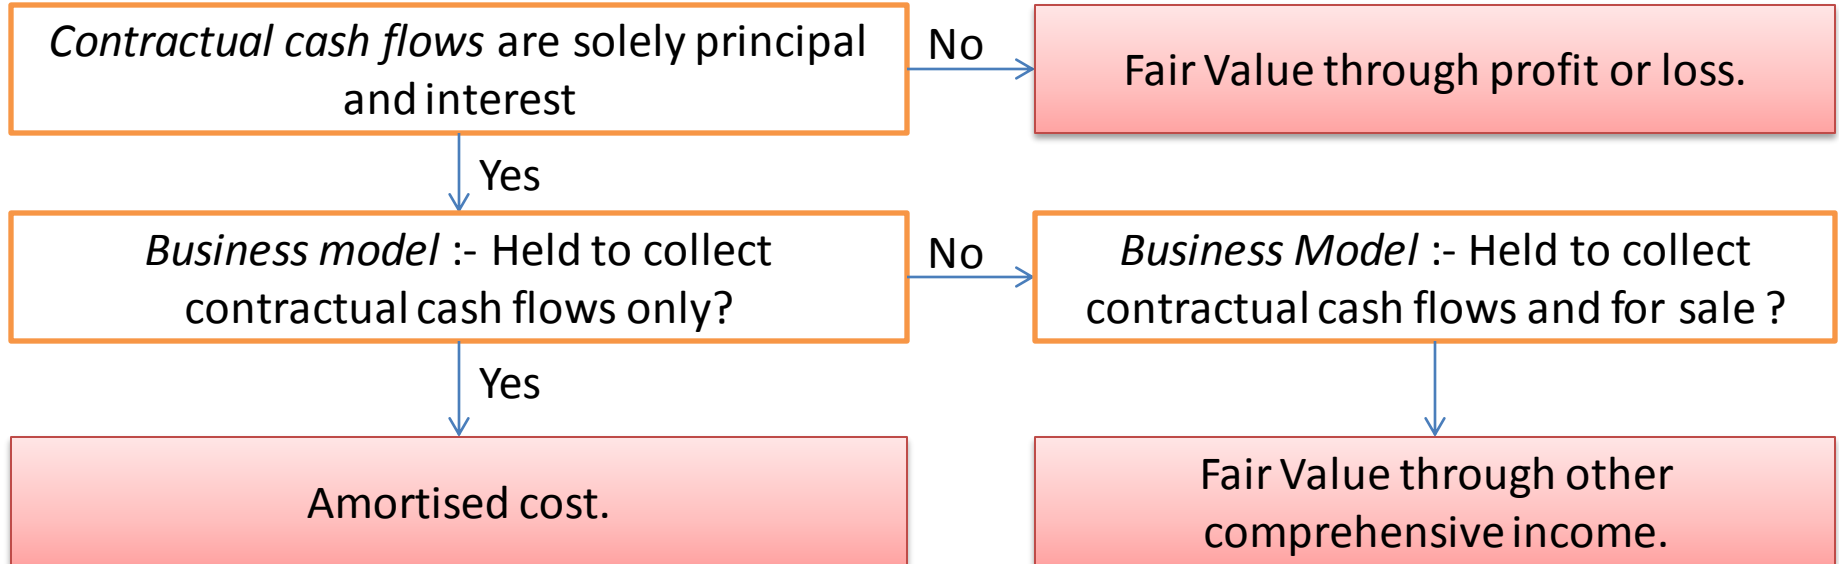 Contractual cash flows are solely principal
and interest
No
Fair Value through profit or loss.
Yes
Business model :- Held to collect
contractual cash flows only?
No
Business Model :- Held to collect
contractual cash flows and for sale ?
Yes
Amortised cost.
Fair Value through other
comprehensive income.